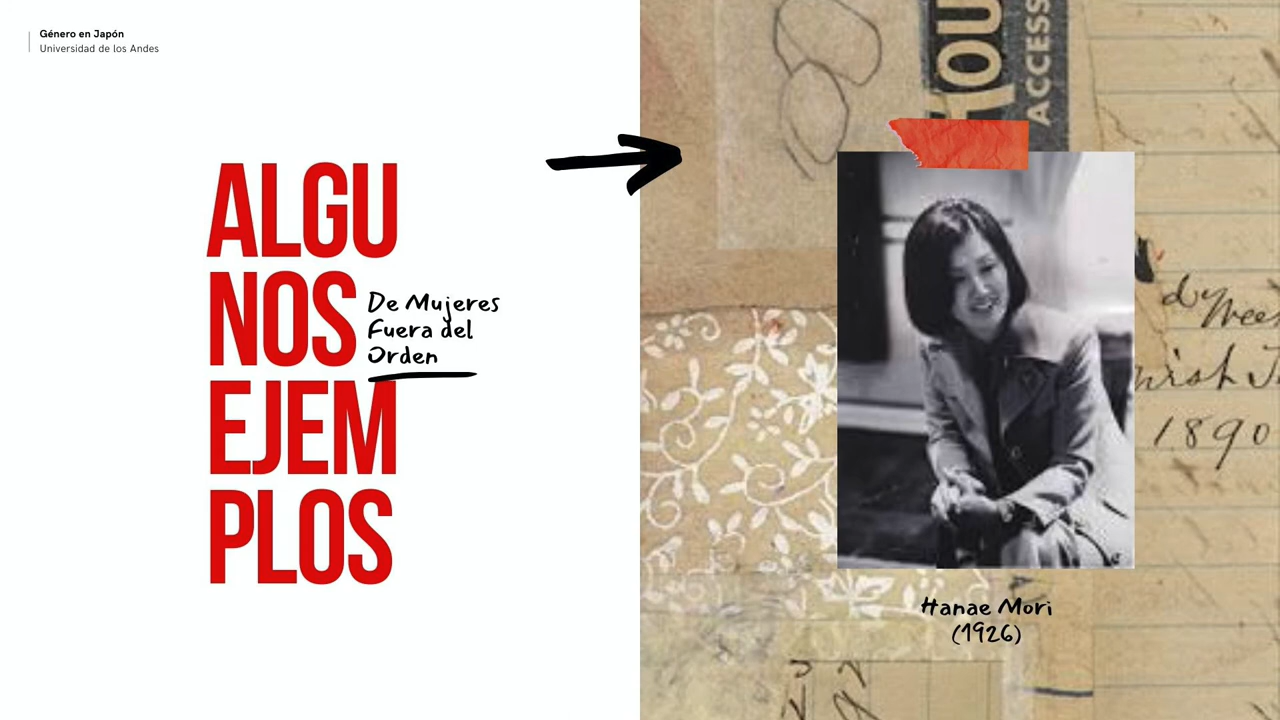 Género en Japón
Universidad de los Andes
ALGU
NOS
EJEM
PLOS
De Mujeres
Fuera del
Orden
HOU
ACCESS
1890
Hanae Mori
(1926)